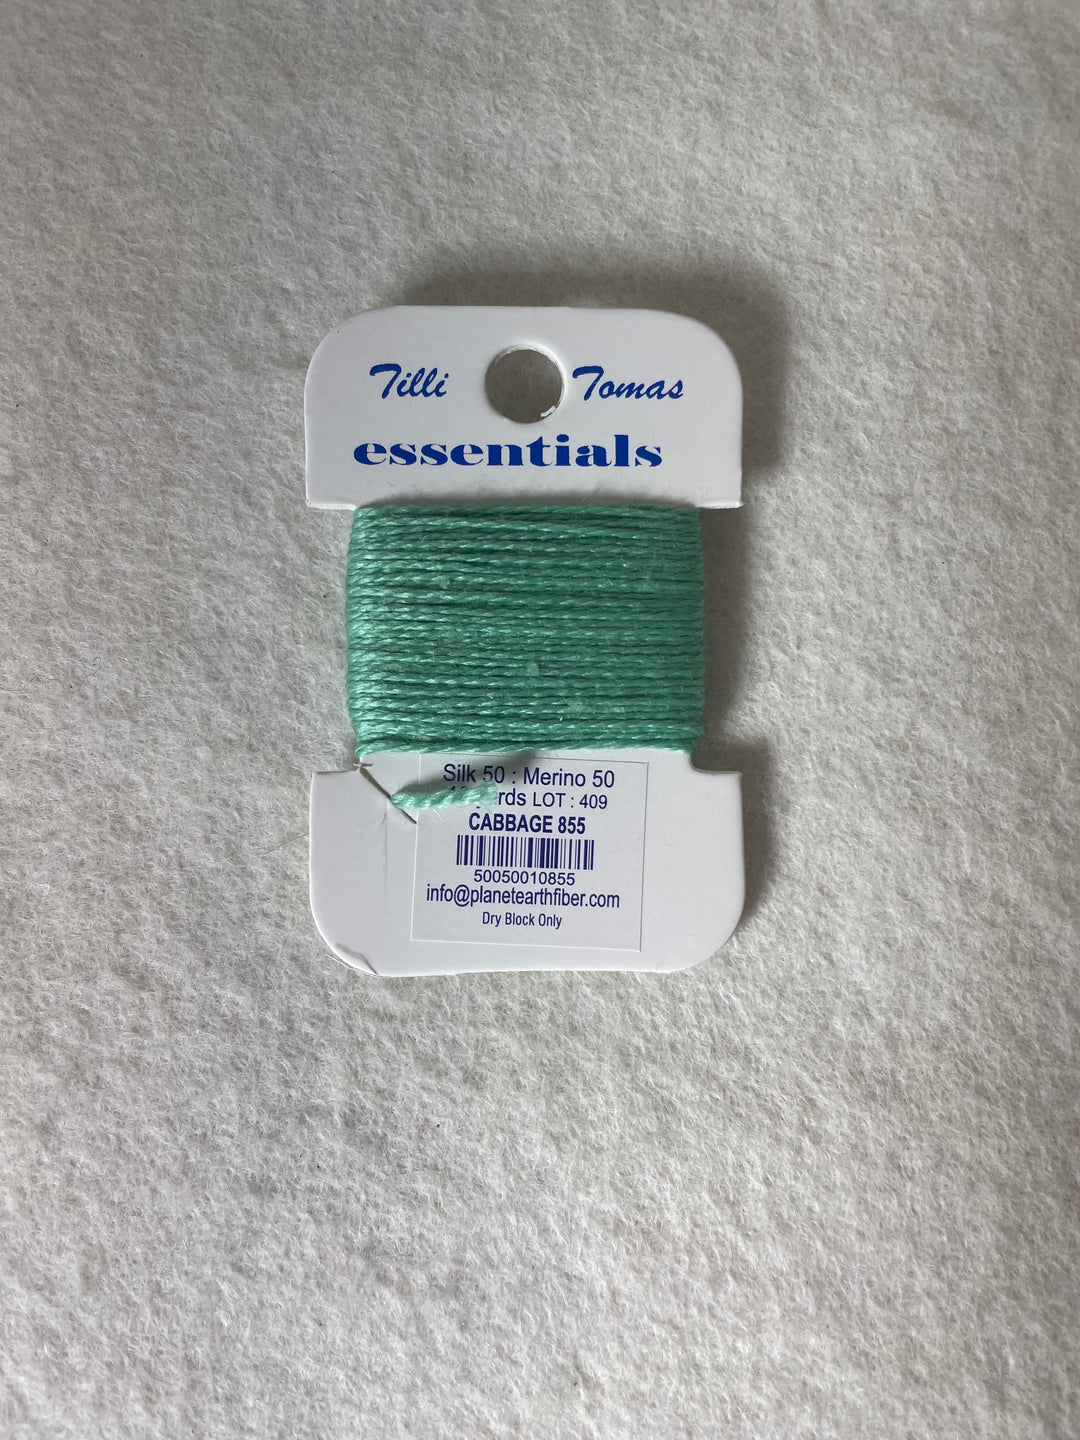 Tilli Tomas
essentials
Silk 50 : Merino 50
LOT : 409
CABBAGE 855
50050010855
info@planetearthfiber.com
Dry Block Only